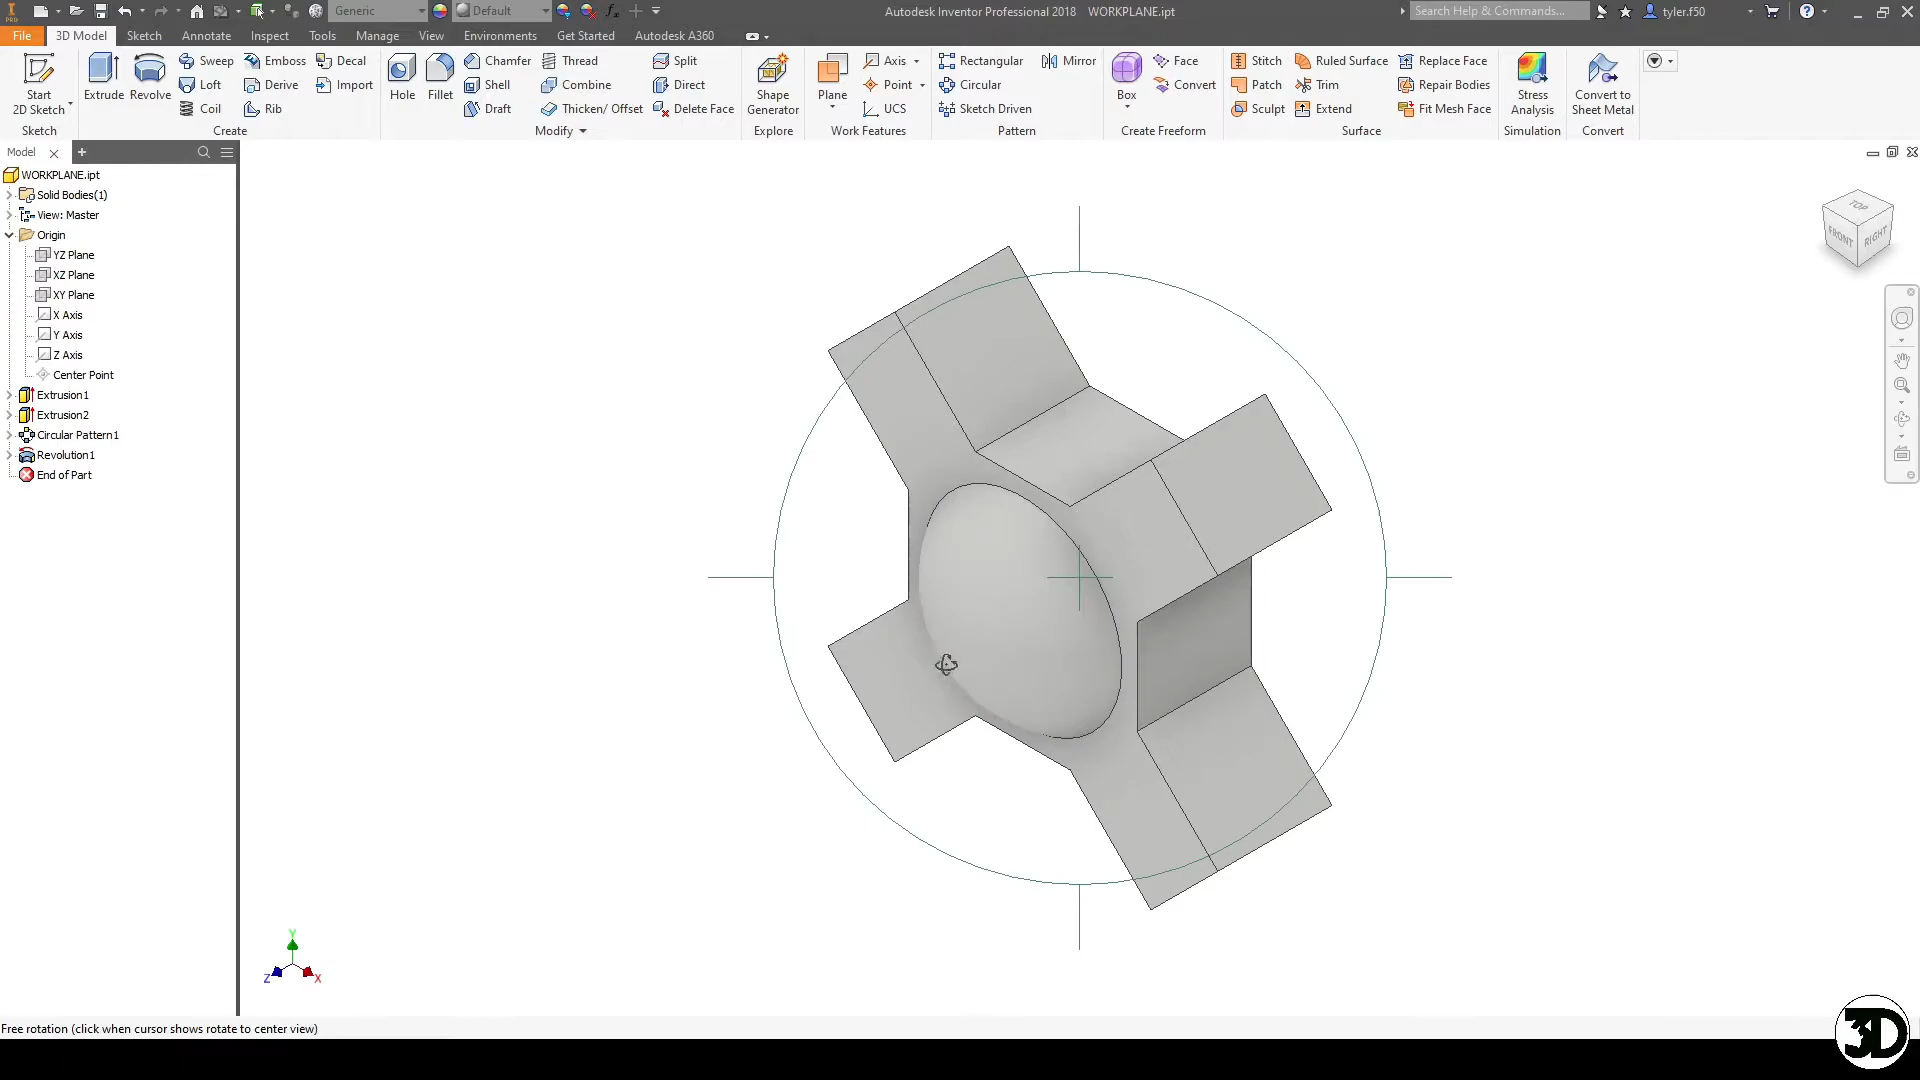 PRO
Generic
Default
Autodesk Inventor Professional 2018 WORKPLANE.ipt
Search Help & Commands...
tyler.f50
File
3D Model
Sketch
Annotate
Inspect
Tools
Manage
View
Environments
Get Started
Autodesk A360
Start
2D Sketch
Extrude
Revolve
Sweep
Loft
Coil
Emboss
Derive
Rib
Decal
Import
Hole
Fillet
Chamfer
Shell
Draft
Thread
Combine
Thicken/ Offset
Split
Direct
Delete Face
Shape
Generator
Plane
Axis
Point
UCS
Rectangular
Circular
Sketch Driven
Mirror
Box
Face
Convert
Stitch
Patch
Sculpt
Ruled Surface
Trim
Extend
Replace Face
Repair Bodies
Fit Mesh Face
Stress
Analysis
Convert to
Sheet Metal
Sketch
Create
Modify
Explore
Work Features
Pattern
Create Freeform
Surface
Simulation
Convert
Model
WORKPLANE.ipt
Solid Bodies(1)
View: Master
Origin
YZ Plane
XZ Plane
XY Plane
X Axis
Y Axis
Z Axis
Center Point
Extrusion1
Extrusion2
Circular Pattern1
Revolution1
End of Part
TOP
FRONT
RIGHT
Y
Z
X
Free rotation (click when cursor shows rotate to center view)
3D